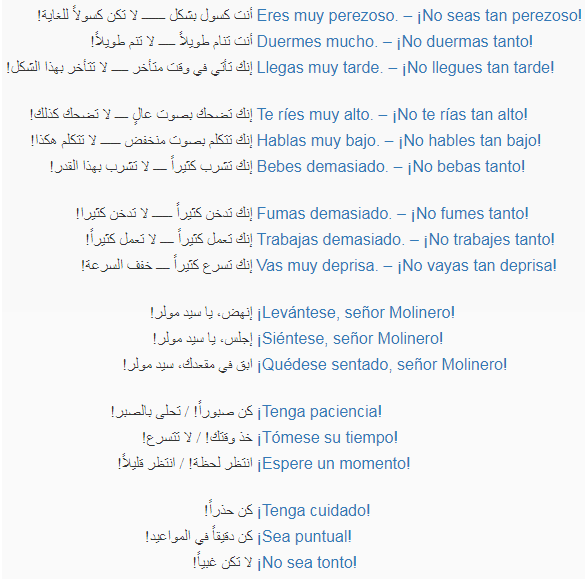 أنت كسول بشكل ـــــ لا تكن كسولاً للغاية! Eres muy perezoso. – ¡No seas tan perezoso!
أنت تنام طويلاً ــــ لا تنم طويلاً! Duermes mucho. – ¡No duermas tanto!
إنك تأتي في وقت متأخر ــــ لا تتأخر بهذا الشكل! Llegas muy tarde. – ¡No llegues tan tarde!
إنك تضحك بصوت عالٍ ـــ لا تضحك كذلك! Te ríes muy alto. – ¡No te rías tan alto!
إنك تتكلم بصوت منخفض ــــ لا تتكلم هكذا! Hablas muy bajo. – ¡No hables tan bajo!
إنك تشرب كثيراً ـــ لا تشرب بهذا القدر! Bebes demasiado. – ¡No bebas tanto!
إنك تدخن كثيراً ــــ لا تدخن كثيرا! Fumas demasiado. – ¡No fumes tanto!
إنك تعمل كثيراً ـــ لا تعمل كثيراً! Trabajas demasiado. – ¡No trabajes tanto!
إنك تسرع كثيراً ـــ خفف السرعة! Vas muy deprisa. – ¡No vayas tan deprisa!
إنهض، يا سيد مولر! ¡Levántese, señor Molinero!
إجلس، يا سيد مولر! ¡Siéntese, señor Molinero!
ابق في مقعدك، سيد مولر! ¡Quédese sentado, señor Molinero!
كن صبوراً! / تحلى بالصبر! ¡Tenga paciencia!
خذ وقتك! / لا تتسرع! ¡Tómese su tiempo!
انتظر لحظة! / انتظر قليلاً! ¡Espere un momento!
كن حذراً! ¡Tenga cuidado!
كن دقيقاً في المواعيد! ¡Sea puntual!
لا تكن غبياً! ¡No sea tonto!